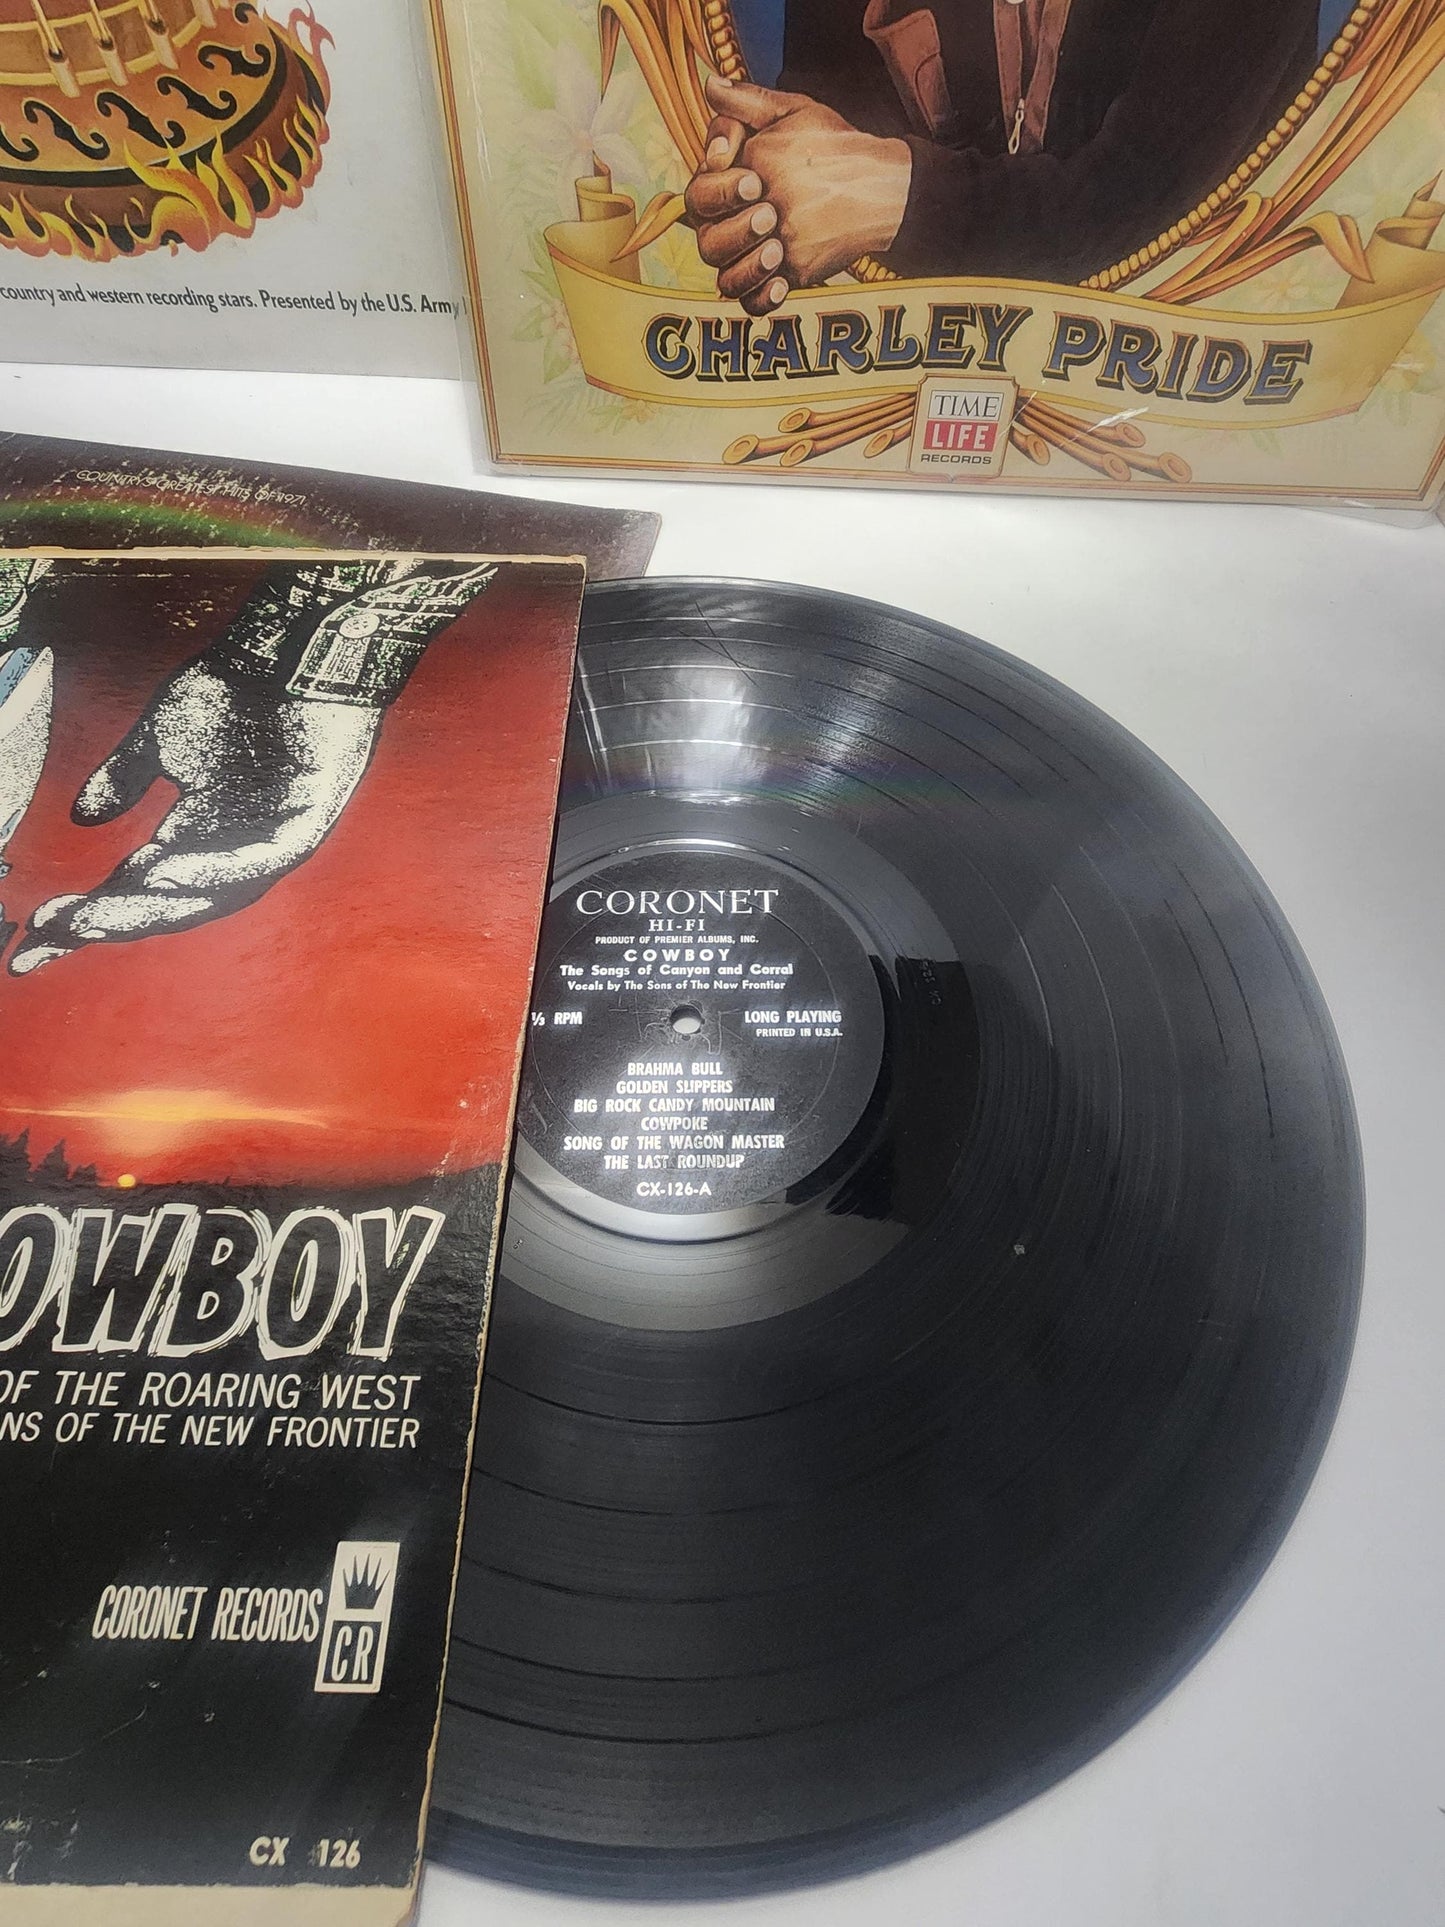 country and western recording stars. Presented by the U.S. Army
CHARLEY PRIDE
TIME
LIFE
RECORDS
COUNTRY'S GREATEST HITS OF 1971
CORONET
HI-FI
PRODUCT OF PREMIER ALBUMS, INC.
COWBOY
The Songs of Canyon and Corral
Vocals by The Sons of The New Frontier
⅓ RPM
LONG PLAYING
PRINTED IN U.S.A.
BRAHMA BULL
GOLDEN SLIPPERS
BIG ROCK CANDY MOUNTAIN
COWPOKE
SONG OF THE WAGON MASTER
THE LAST ROUNDUP
CX-126-A
OWBOY
OF THE ROARING WEST
NS OF THE NEW FRONTIER
CORONET RECORDS
CR
CX 126